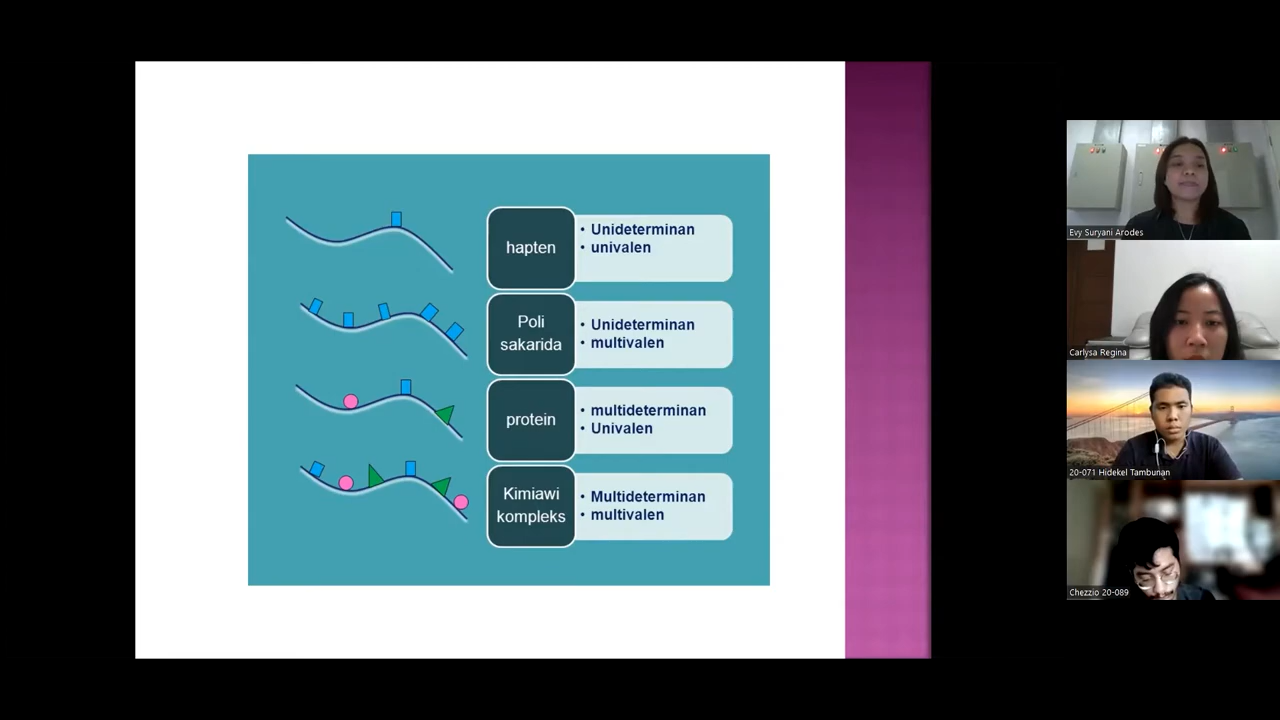 hapten
• Unideterminan
• univalen
Poli
sakarida
• Unideterminan
• multivalen
protein
• multideterminan
• Univalen
Kimiawi
kompleks
• Multideterminan
• multivalen
Evy Suryani Arodes
Carlysa Regina
20-071 Hidekel Tambunan
Chezzio 20-089